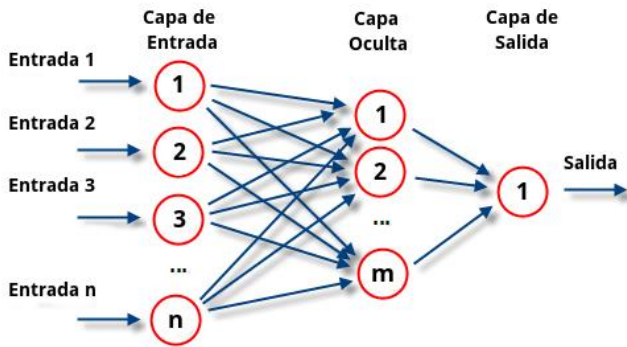 Capa de
Entrada
Capa
Oculta
Capa de
Salida
Entrada 1
1
Entrada 2
2
Entrada 3
3
...
Entrada n
n
1
2
...
m
1
Salida